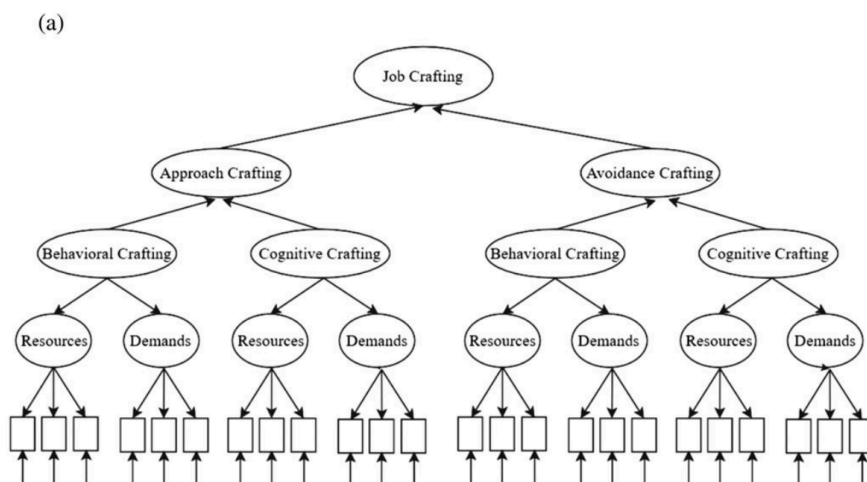 (a)
Job Crafting
Approach Crafting
Avoidance Crafting
Behavioral Crafting
Cognitive Crafting
Behavioral Crafting
Cognitive Crafting
Resources
Demands
Resources
Demands
Resources
Demands
Resources
Demands